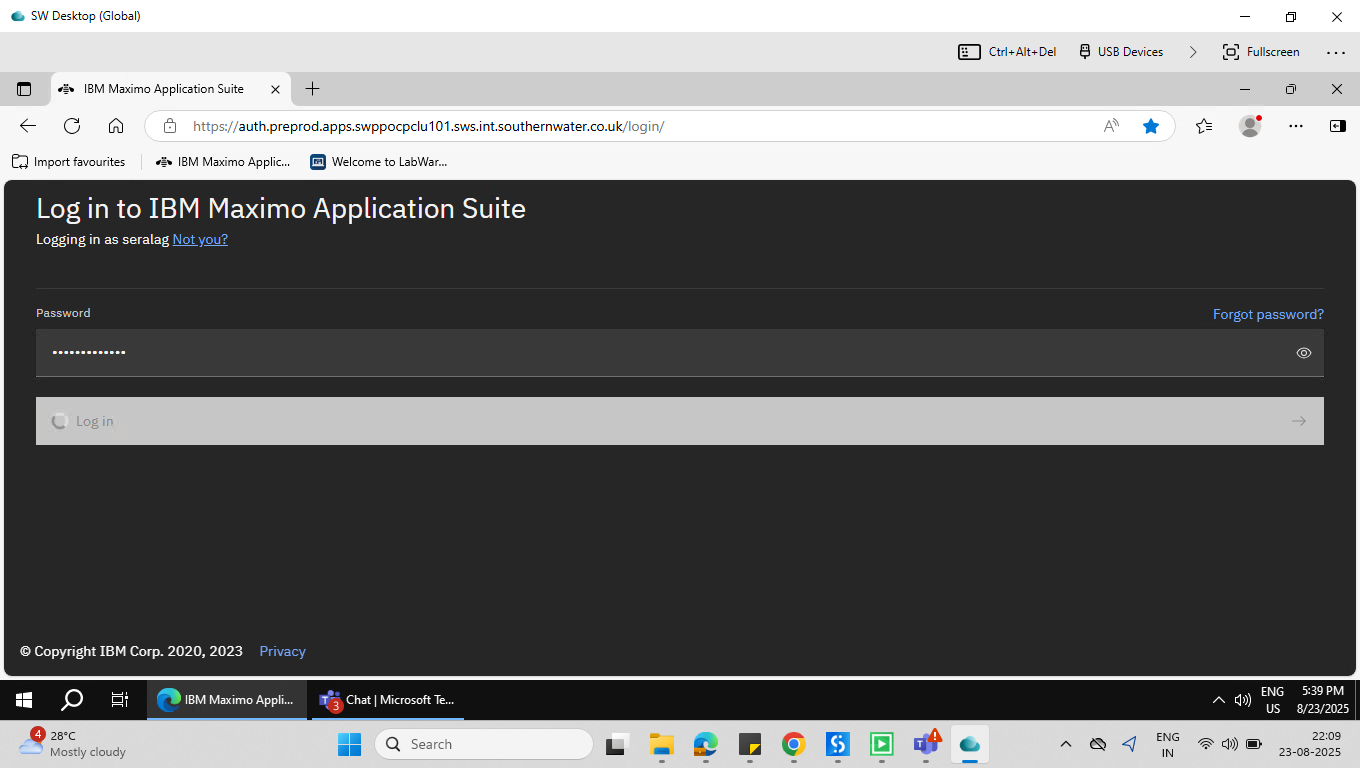 SW Desktop (Global)
Ctrl+Alt+Del
USB Devices
Fullscreen
IBM Maximo Application Suite
https://auth.preprod.apps.swppocpclu101.sws.int.southernwater.co.uk/login/
Import favourites
IBM Maximo Applic...
Welcome to LabWar...
Log in to IBM Maximo Application Suite
Logging in as seralag Not you?
Password
Forgot password?
Log in
© Copyright IBM Corp. 2020, 2023 Privacy
IBM Maximo Appli...
3
Chat | Microsoft Te...
ENG
US
5:39 PM
8/23/2025
4
28°C
Mostly cloudy
Search
ENG
IN
22:09
23-08-2025